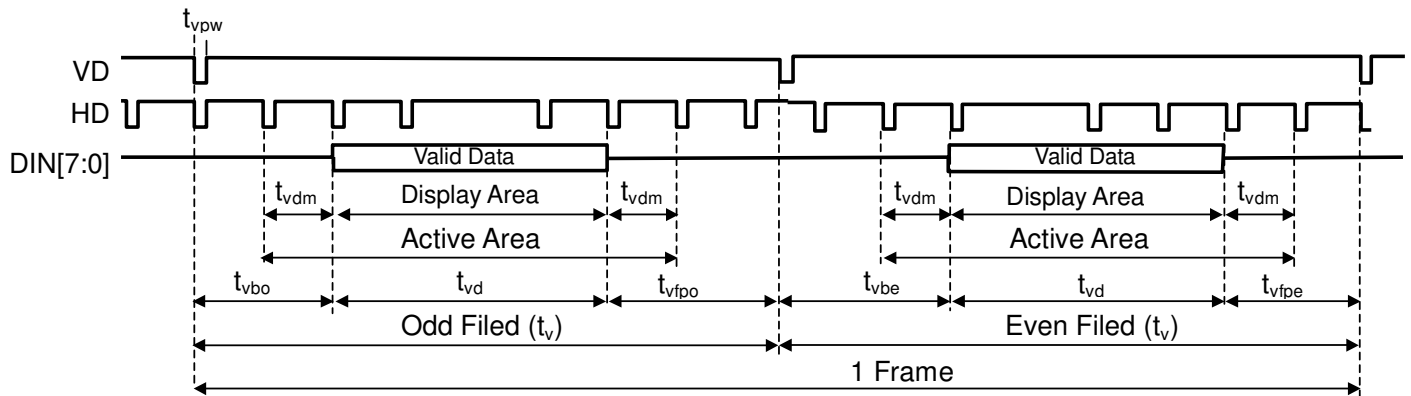 tvpw
VD
HD
DIN[7:0] Valid Data Valid Data
tvdm Display Area tvdm tvdm Display Area tvdm
Active Area Active Area
tvbo tvd tvfpo tvbe tvd tvfpe
Odd Filed (tv) Even Filed (tv)
1 Frame